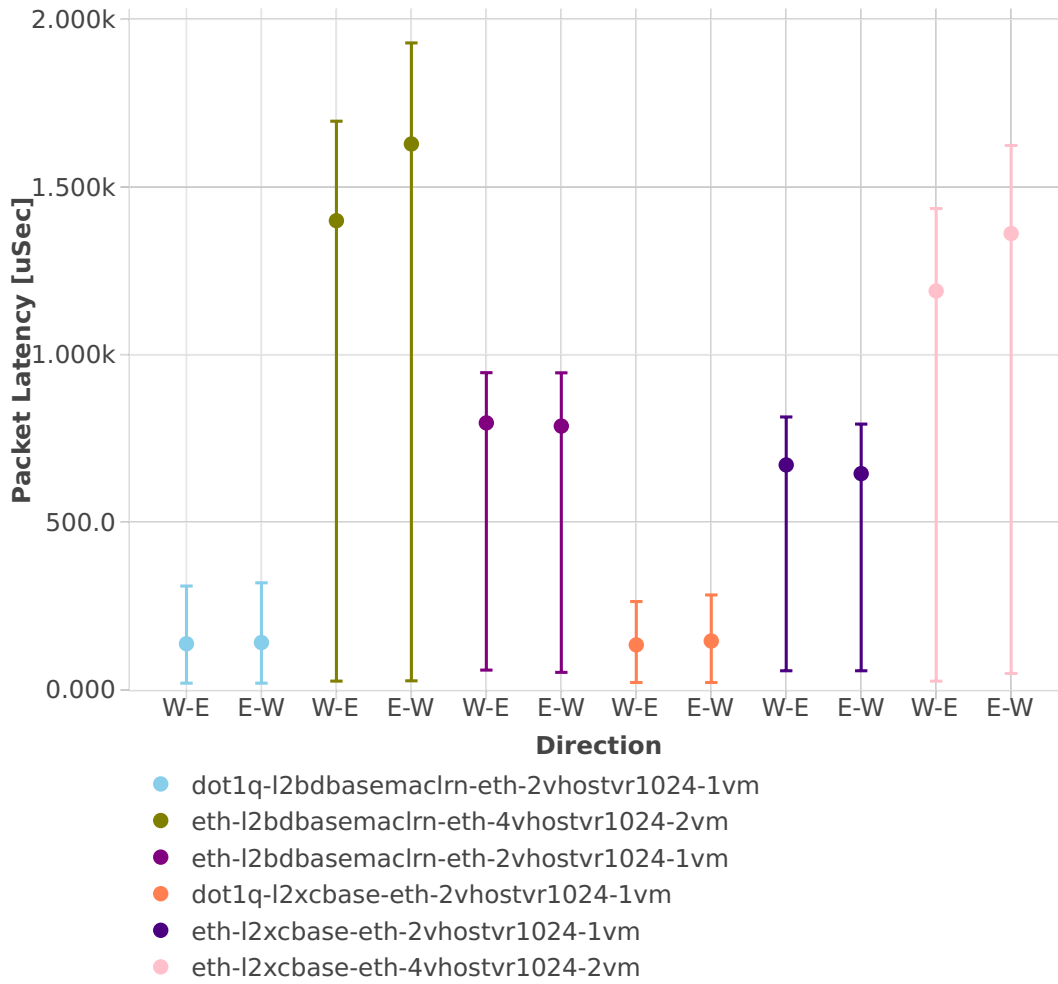 2.000k
1.500k
1.000k
500.0
0.000
Packet Latency [uSec]
W-E E-W W-E E-W W-E E-W W-E E-W W-E E-W W-E E-W
Direction
dot1q-l2bdbasemaclrn-eth-2vhostvr1024-1vm
eth-l2bdbasemaclrn-eth-4vhostvr1024-2vm
eth-l2bdbasemaclrn-eth-2vhostvr1024-1vm
dot1q-l2xcbase-eth-2vhostvr1024-1vm
eth-l2xcbase-eth-2vhostvr1024-1vm
eth-l2xcbase-eth-4vhostvr1024-2vm